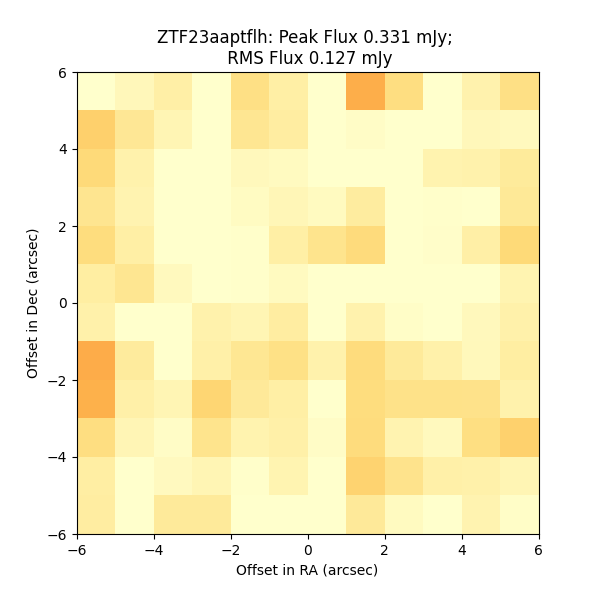 ZTF23aaptflh: Peak Flux 0.331 mJy;
RMS Flux 0.127 mJy
6
4
2
0
−2
−4
−6
Offset in Dec (arcsec)
−6 −4 −2 0 2 4 6
Offset in RA (arcsec)